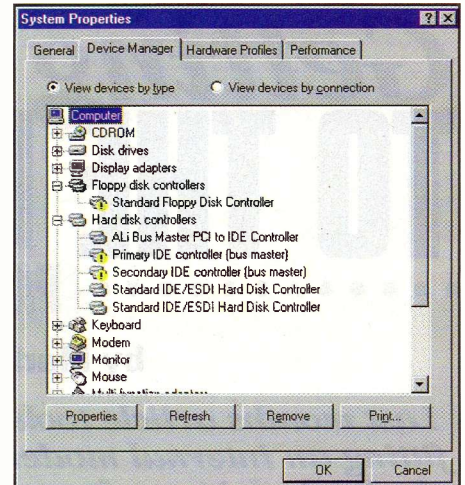 System Properties
General Device Manager Hardware Profiles Performance
View devices by type View devices by connection
Computer
CDROM
Disk drives
Display adapters
Floppy disk controllers
Standard Floppy Disk Controller
Hard disk controllers
ALi Bus Master PCI to IDE Controller
Primary IDE controller (bus master)
Secondary IDE controller (bus master)
Standard IDE/ESDI Hard Disk Controller
Standard IDE/ESDI Hard Disk Controller
Keyboard
Modem
Monitor
Mouse
Multi-function adapters
Properties Refresh Remove Print...
OK Cancel